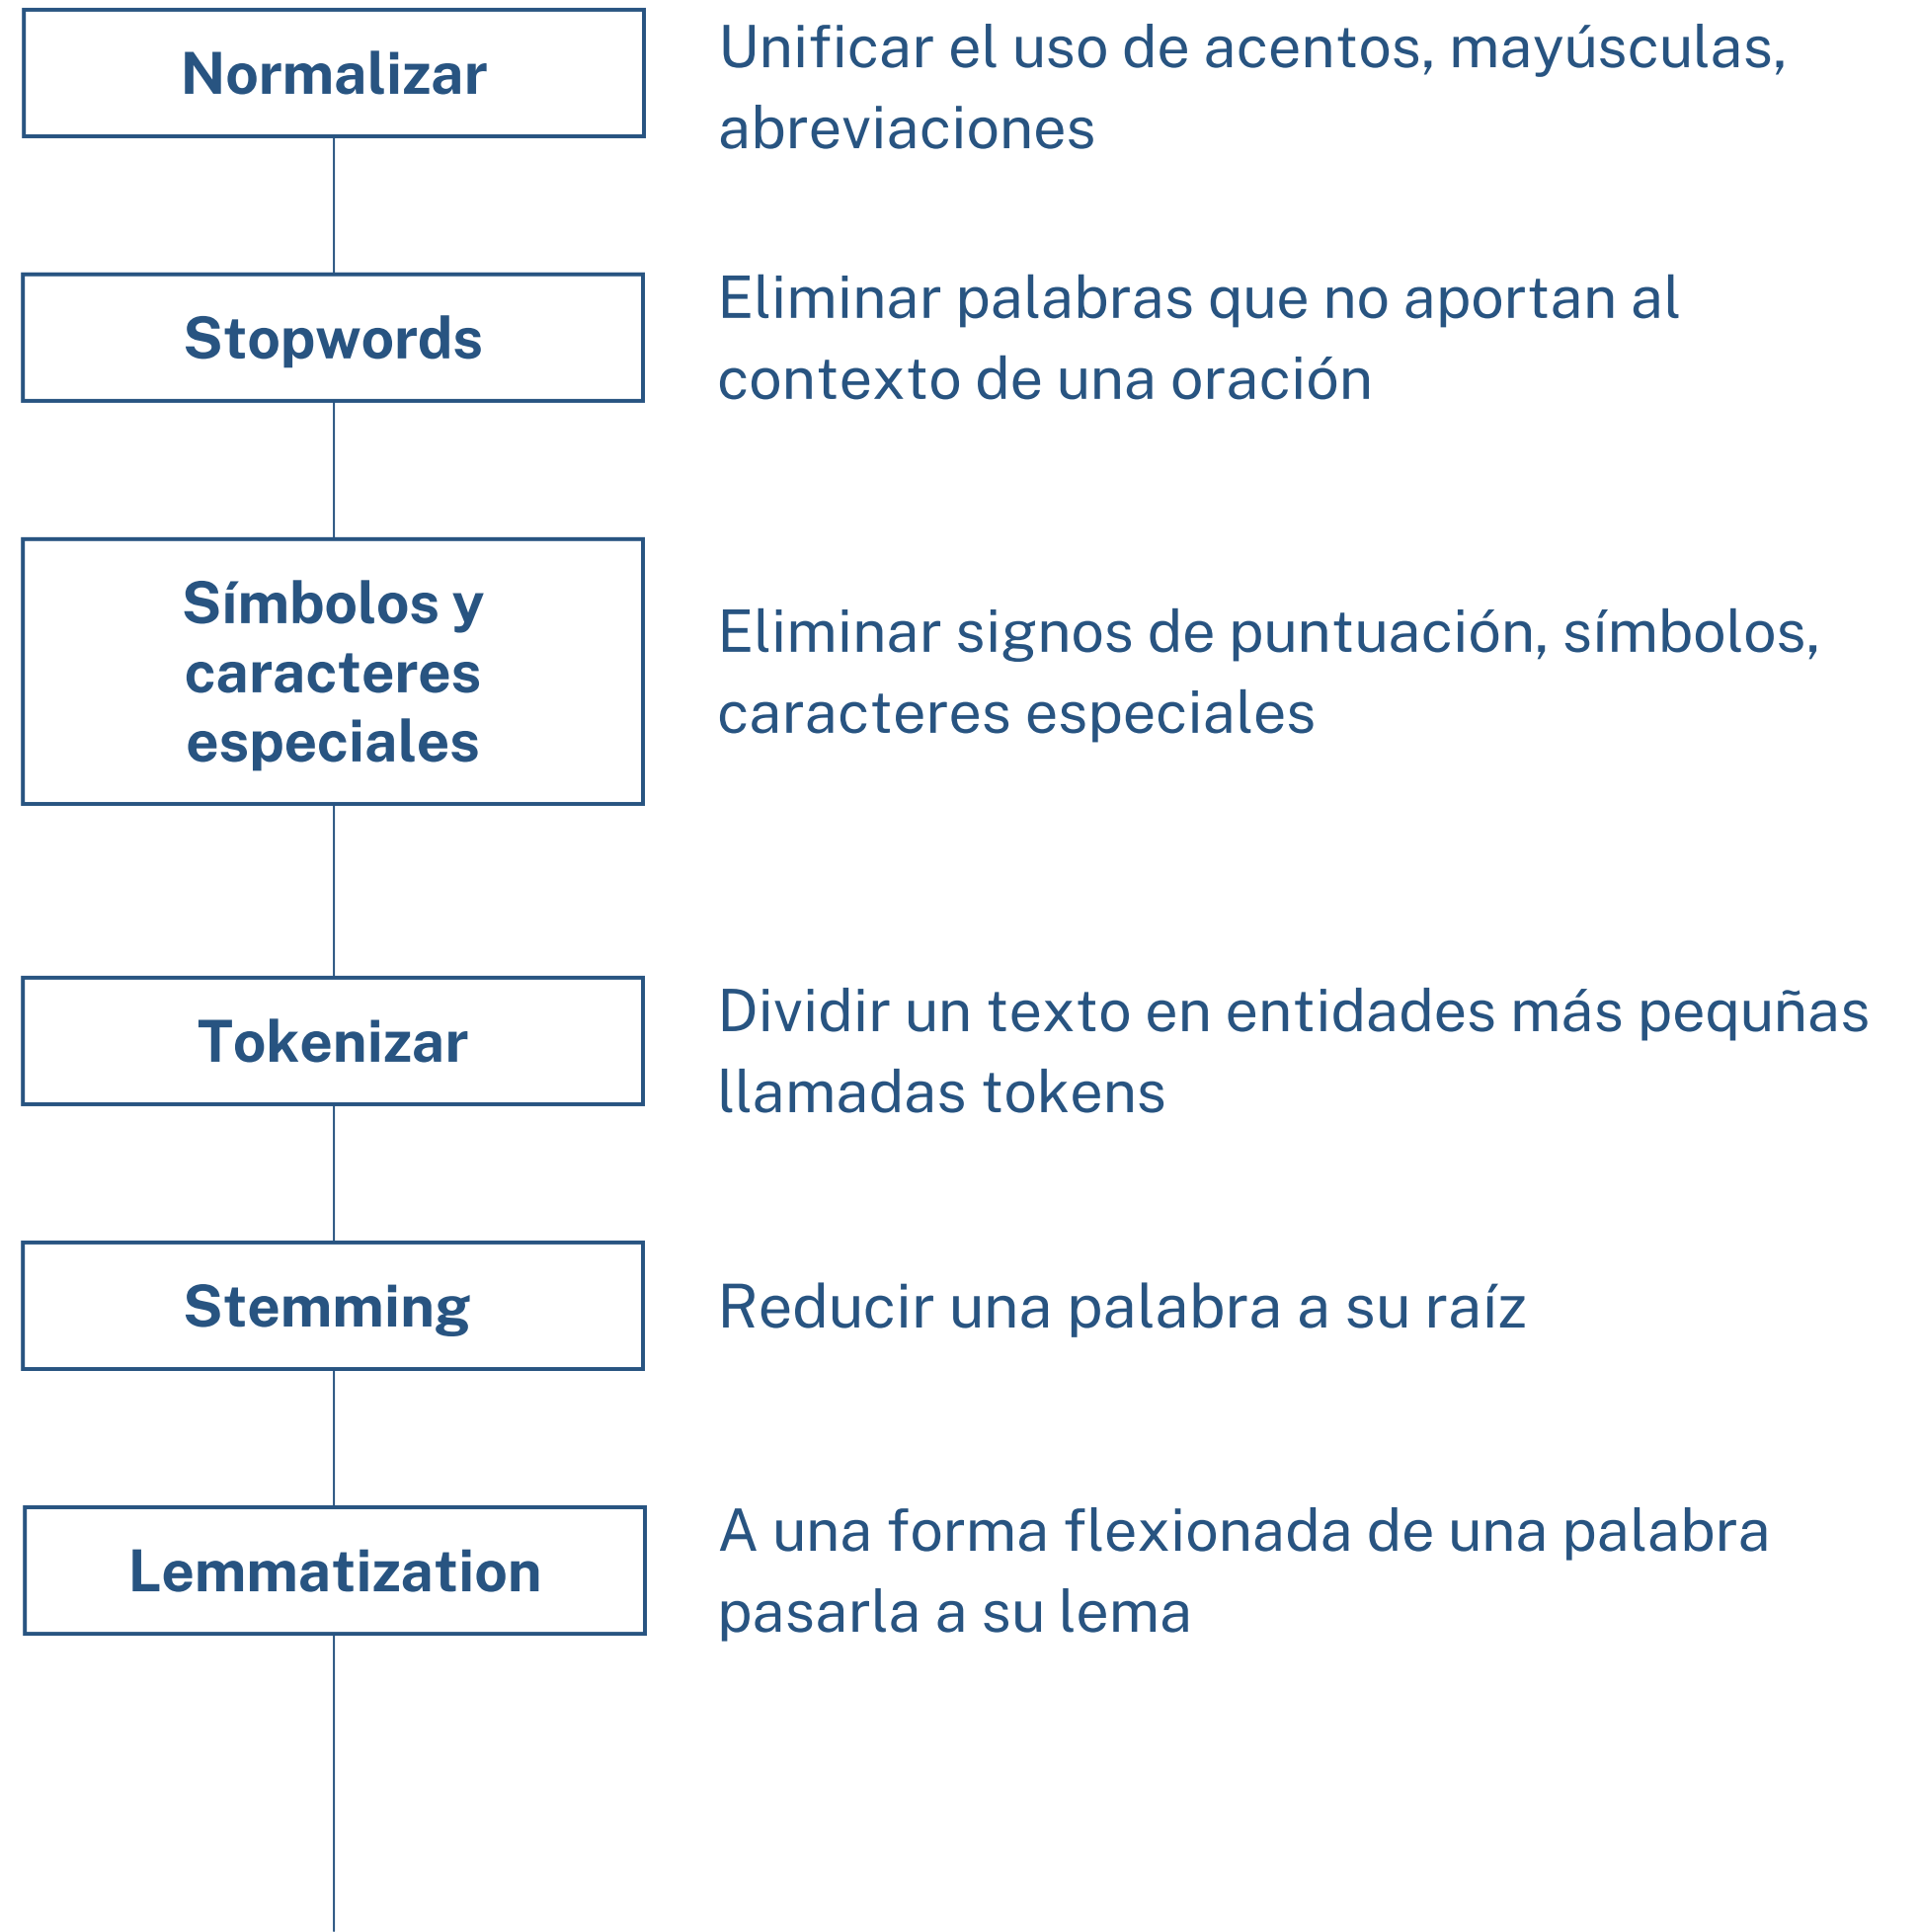 Normalizar
Unificar el uso de acentos, mayúsculas,
abreviaciones
Stopwords
Eliminar palabras que no aportan al
contexto de una oración
Símbolos y
caracteres
especiales
Eliminar signos de puntuación, símbolos,
caracteres especiales
Tokenizar
Dividir un texto en entidades más pequñas
llamadas tokens
Stemming
Reducir una palabra a su raíz
Lemmatization
A una forma flexionada de una palabra
pasarla a su lema